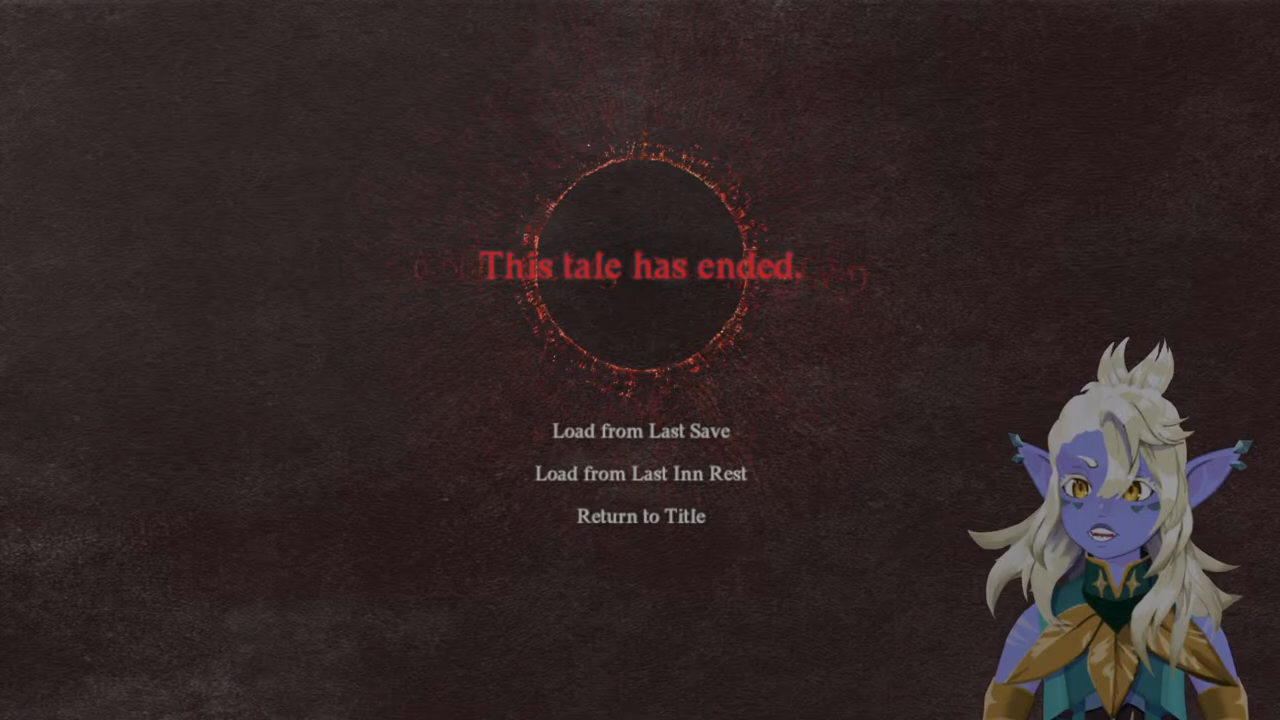 This tale has ended.
Load from Last Save
Load from Last Inn Rest
Return to Title